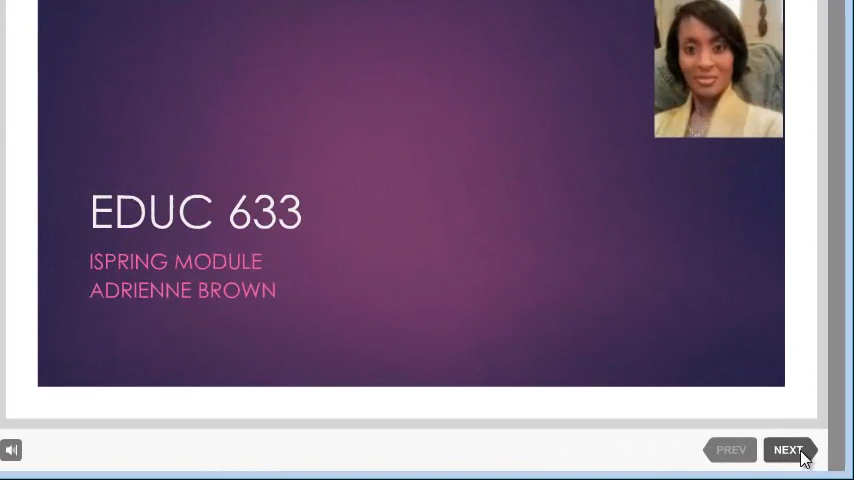 EDUC 633
ISPRING MODULE
ADRIENNE BROWN
PREV NEXT